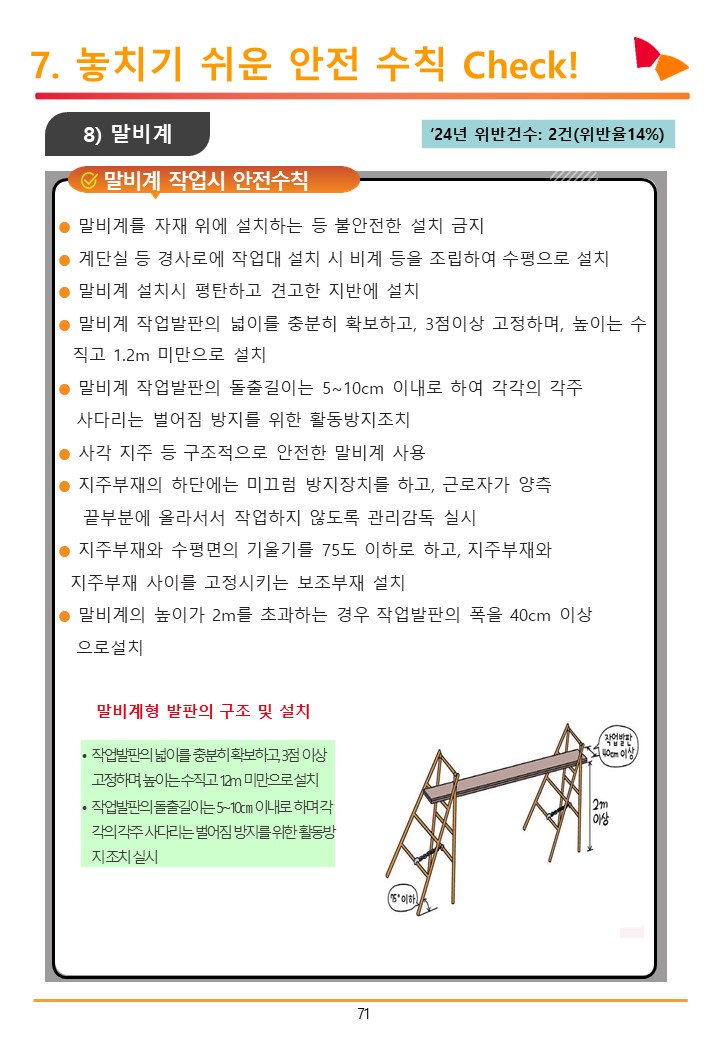 7. 놓치기 쉬운 안전 수칙 Check!
8) 말비계
‘24년 위반건수: 2건(위반율14%)
말비계 작업시 안전수칙
● 말비계를 자재 위에 설치하는 등 불안전한 설치 금지
● 계단실 등 경사로에 작업대 설치 시 비계 등을 조립하여 수평으로 설치
● 말비계 설치시 평탄하고 견고한 지반에 설치
● 말비계 작업발판의 넓이를 충분히 확보하고, 3점이상 고정하며, 높이는 수
직고 1.2m 미만으로 설치
● 말비계 작업발판의 돌출길이는 5~10cm 이내로 하여 각각의 각주
사다리는 벌어짐 방지를 위한 활동방지조치
● 사각 지주 등 구조적으로 안전한 말비계 사용
● 지주부재의 하단에는 미끄럼 방지장치를 하고, 근로자가 양측
끝부분에 올라서서 작업하지 않도록 관리감독 실시
● 지주부재와 수평면의 기울기를 75도 이하로 하고, 지주부재와
지주부재 사이를 고정시키는 보조부재 설치
● 말비계의 높이가 2m를 초과하는 경우 작업발판의 폭을 40cm 이상
으로설치
말비계형 발판의 구조 및 설치
• 작업발판의 넓이를 충분히 확보하고, 3점 이상
고정하며, 높이는 수직고 12m 미만으로 설치
• 작업발판의 돌출길이는 5~10㎝ 이내로 하며 각
각의 각주 사다리는 벌어짐 방지를 위한 활동방
지 조치 실시
작업발판
40cm 이상
2m
이상
75° 이하
71